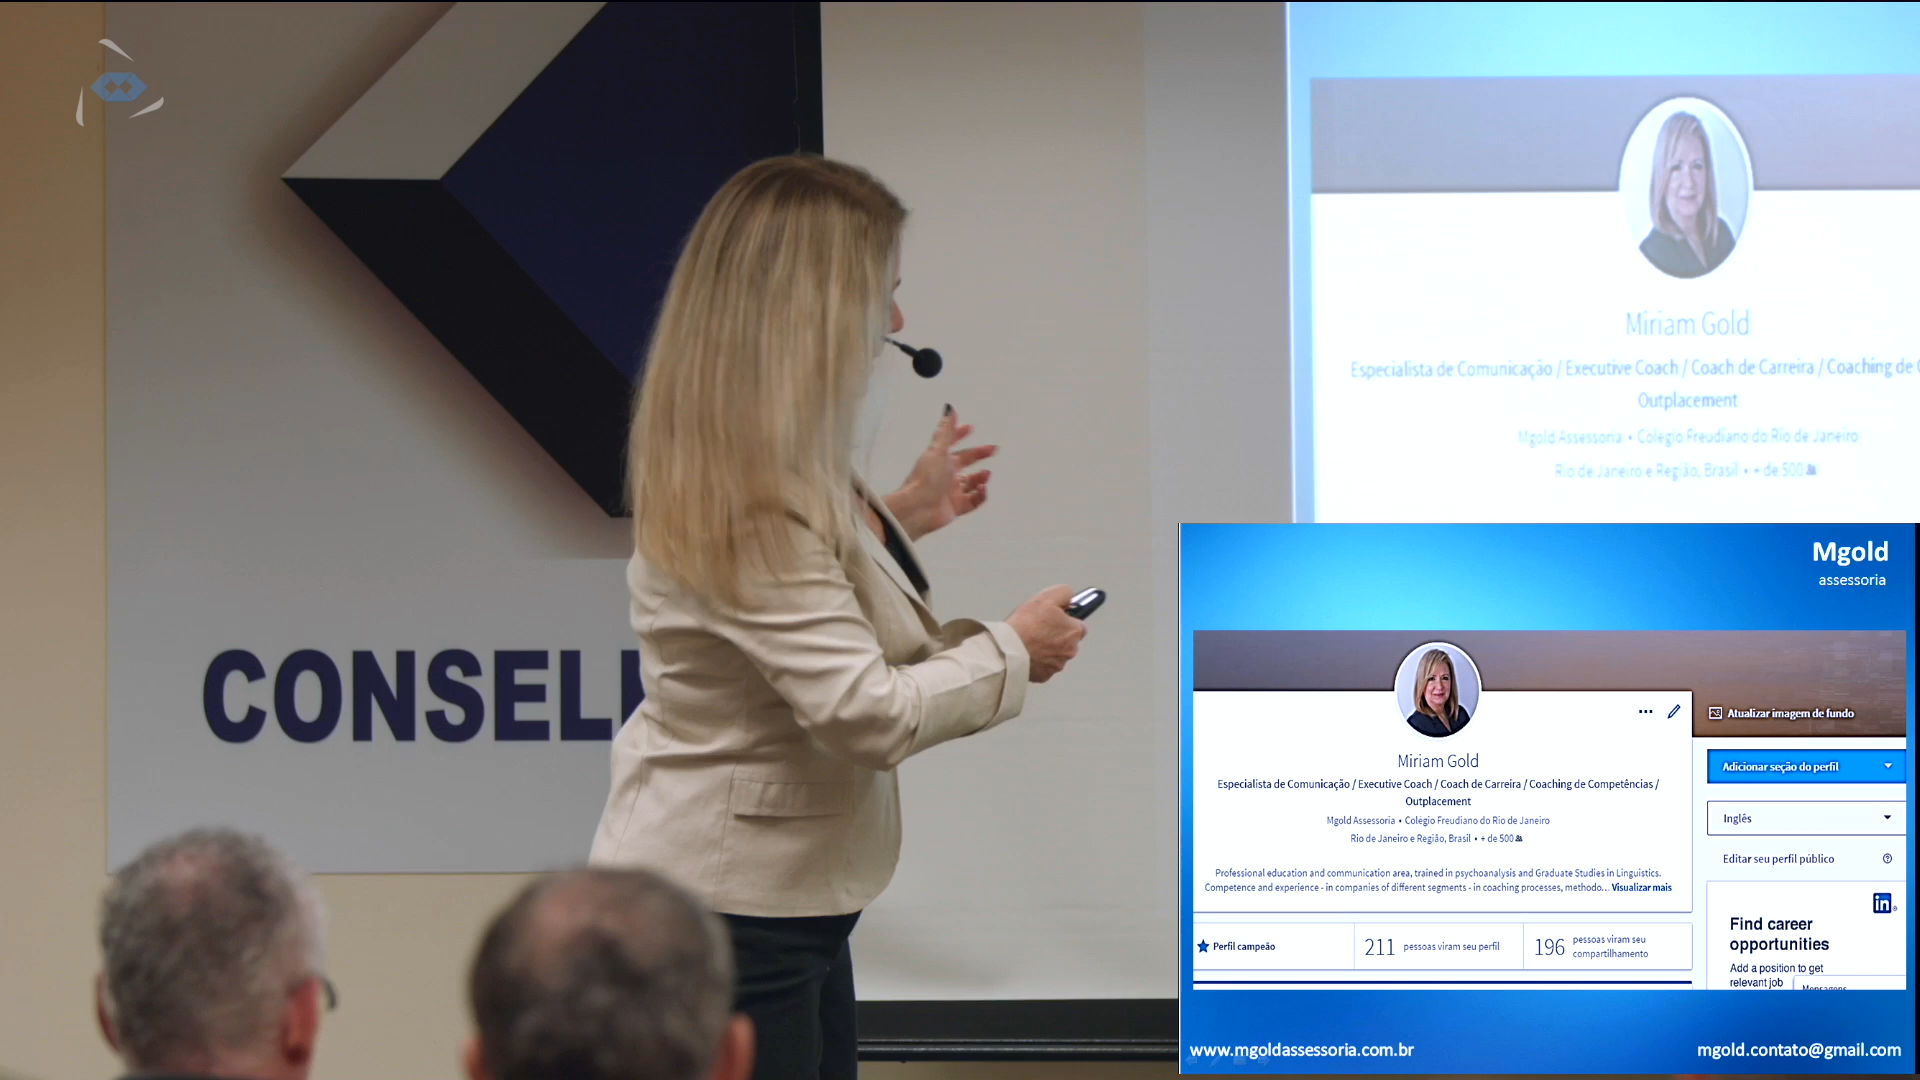 Miriam Gold
Especialista de Comunicação / Executive Coach / Coach de Carreira / Coaching de
Outplacement
Mgold Assessoria • Colegio Freudiano do Rio de Janeiro
Rio de Janeiro e Região, Brasil • + de 500
CONSEL
Mgold
assessoria
Atualizar imagem de fundo
Miriam Gold
Especialista de Comunicação / Executive Coach / Coach de Carreira / Coaching de Competências /
Outplacement
Mgold Assessoria • Colegio Freudiano do Rio de Janeiro
Rio de Janeiro e Região, Brasil • + de 500
Professional education and communication area, trained in psychoanalysis and Graduate Studies in Linguistics.
Competence and experience - in companies of different segments - in coaching processes, methodo... Visualizar mais
Perfil campeão
211 pessoas viram seu perfil
196 pessoas viram seu
compartilhamento
Adicionar seção do perfil
Inglês
Editar seu perfil público
in
Find career
opportunities
Add a position to get
relevant job
Mensagens
www.mgoldassessoria.com.br
mgold.contato@gmail.com